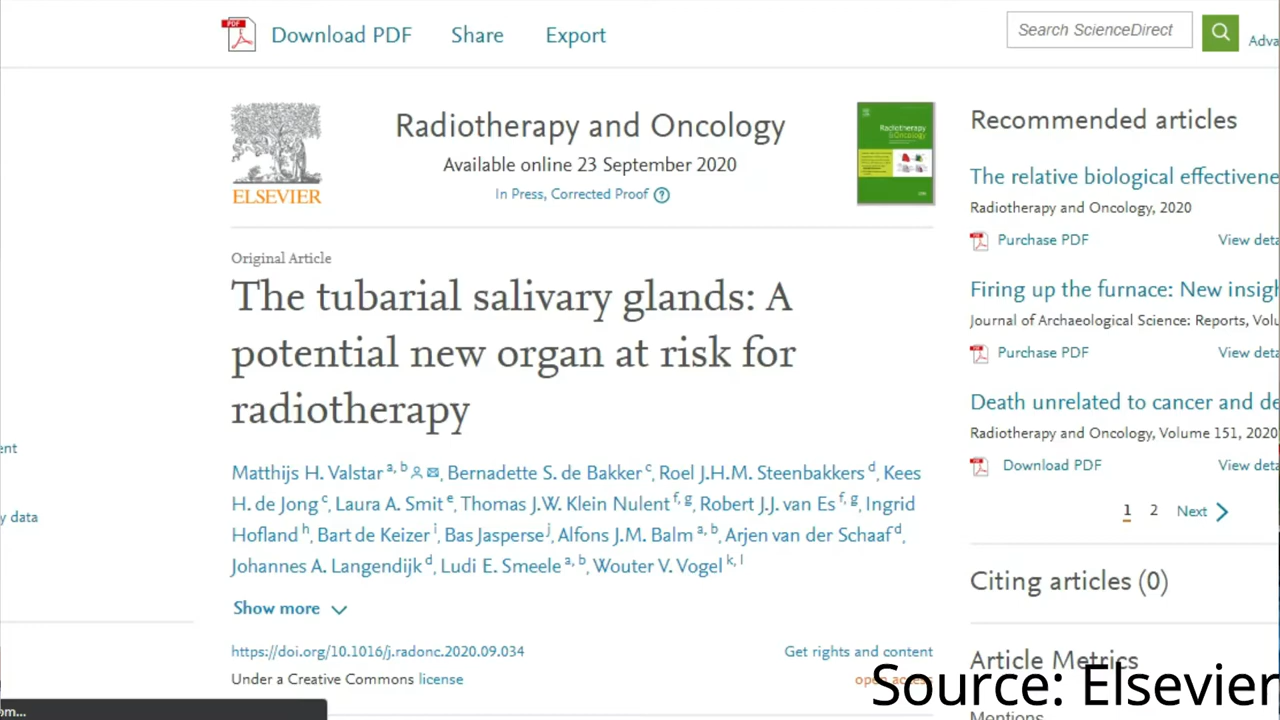 PDF
Download PDF
Share
Export
Search ScienceDirect
Adva
ELSEVIER
Radiotherapy and Oncology
Available online 23 September 2020
In Press, Corrected Proof ?
Radiotherapy
&Oncology
Original Article
The tubarial salivary glands: A
potential new organ at risk for
radiotherapy
Matthijs H. Valstar a, b, Bernadette S. de Bakker c, Roel J.H.M. Steenbakkers d, Kees
H. de Jong c, Laura A. Smit e, Thomas J.W. Klein Nulent f, g, Robert J.J. van Es f, g, Ingrid
Hofland h, Bart de Keizer i, Bas Jasperse j, Alfons J.M. Balm a, b, Arjen van der Schaaf d,
Johannes A. Langendijk d, Ludi E. Smeele a, b, Wouter V. Vogel k, l
Show more
https://doi.org/10.1016/j.radonc.2020.09.034
Get rights and content
Under a Creative Commons license
open access
ent
y data
om...
Recommended articles
The relative biological effectivene
Radiotherapy and Oncology, 2020
Purchase PDF
View deta
Firing up the furnace: New insigh
Journal of Archaeological Science: Reports, Volu
Purchase PDF
View deta
Death unrelated to cancer and de
Radiotherapy and Oncology, Volume 151, 2020
Download PDF
View deta
1 2 Next
Citing articles (0)
Article Metrics
Mentions
Source: Elsevier